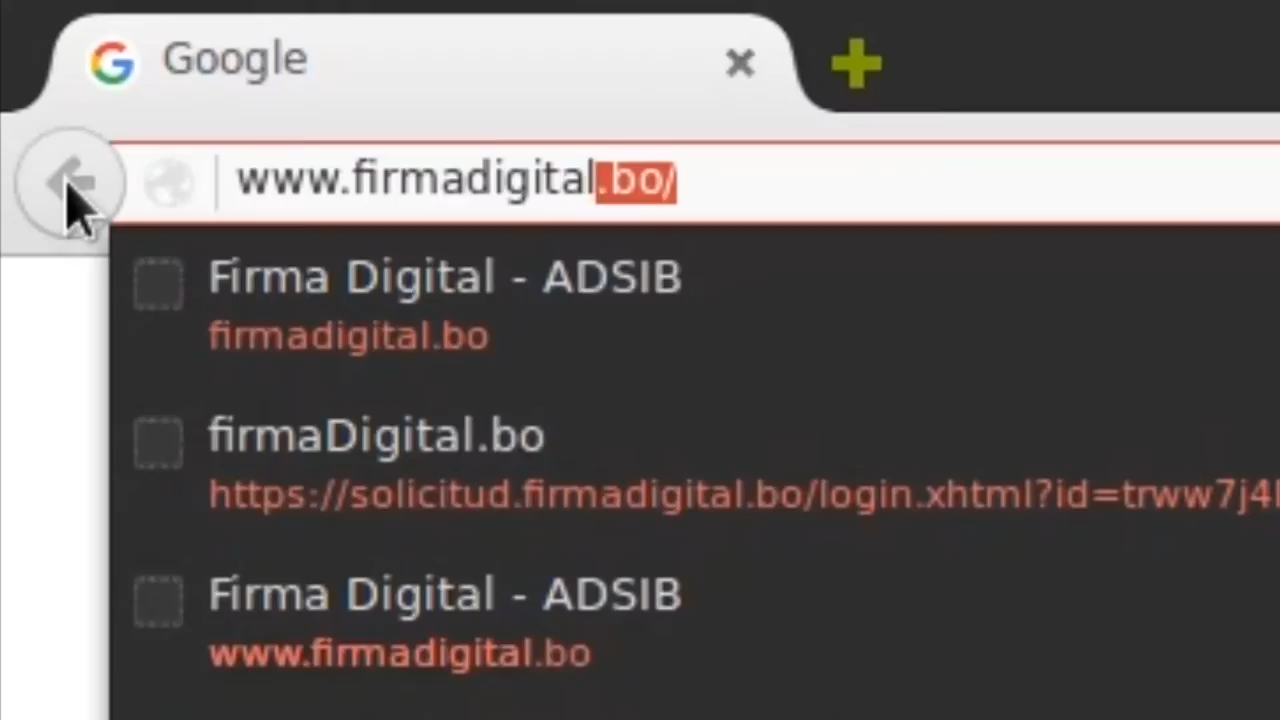 Google
www.firmadigital.bo/
Firma Digital - ADSIB
firmadigital.bo
firmaDigital.bo
https://solicitud.firmadigital.bo/login.xhtml?id=trww7j4
Firma Digital - ADSIB
www.firmadigital.bo